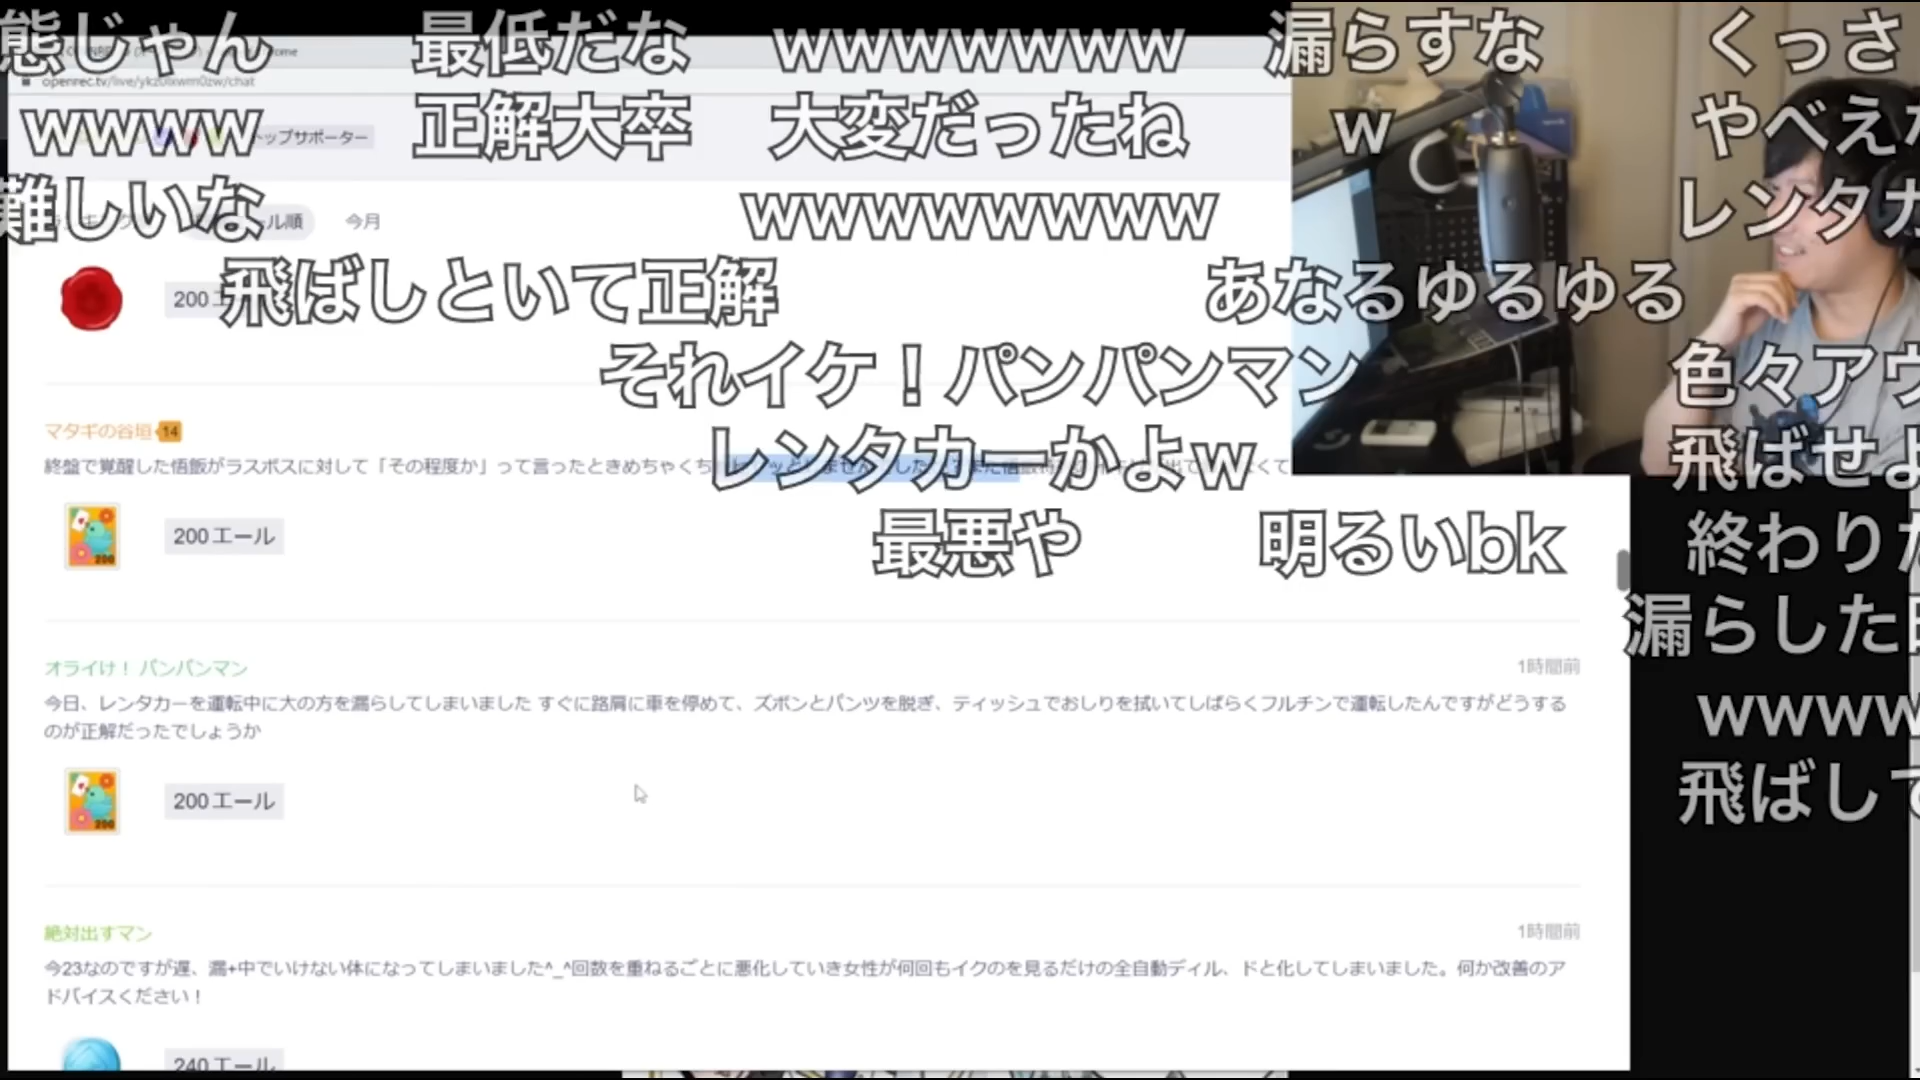 態じゃん 最低だな wwwwwwww 漏らすな くっさ
openrec.tv/live/
wwww 正解大卒 大変だったね w やべえ
トップサポーター
難しいな wwwwwwwww レンタカ
ール順 今月
飛ばしといて正解 あなるゆるゆる
200エ
それイケ！パンパンマン 色々アウ
マタギの谷垣 14
レンタカーかよw 飛ばせよ
終盤で覚醒した悟飯がラスボスに対して「その程度か」って言ったときめちゃくち
200エール
最悪や 明るいbk 終わりだ
漏らした
オライけ！パンパンマン 1時間前
今日、レンタカーを運転中に大の方を漏らしてしまいました すぐに路肩に車を停めて、ズボンとパンツを脱ぎ、ティッシュでおしりを拭いてしばらくフルチンで運転したんですがどうする
のが正解だったでしょうか
wwww
200エール
飛ばして
絶対出すマン 1時間前
今23なのですが遅、漏+中でいけない体になってしまいました^_^回数を重ねるごとに悪化していき女性が何回もイクのを見るだけの全自動ディル、ドと化してしまいました。何か改善のア
ドバイスください！
240エール